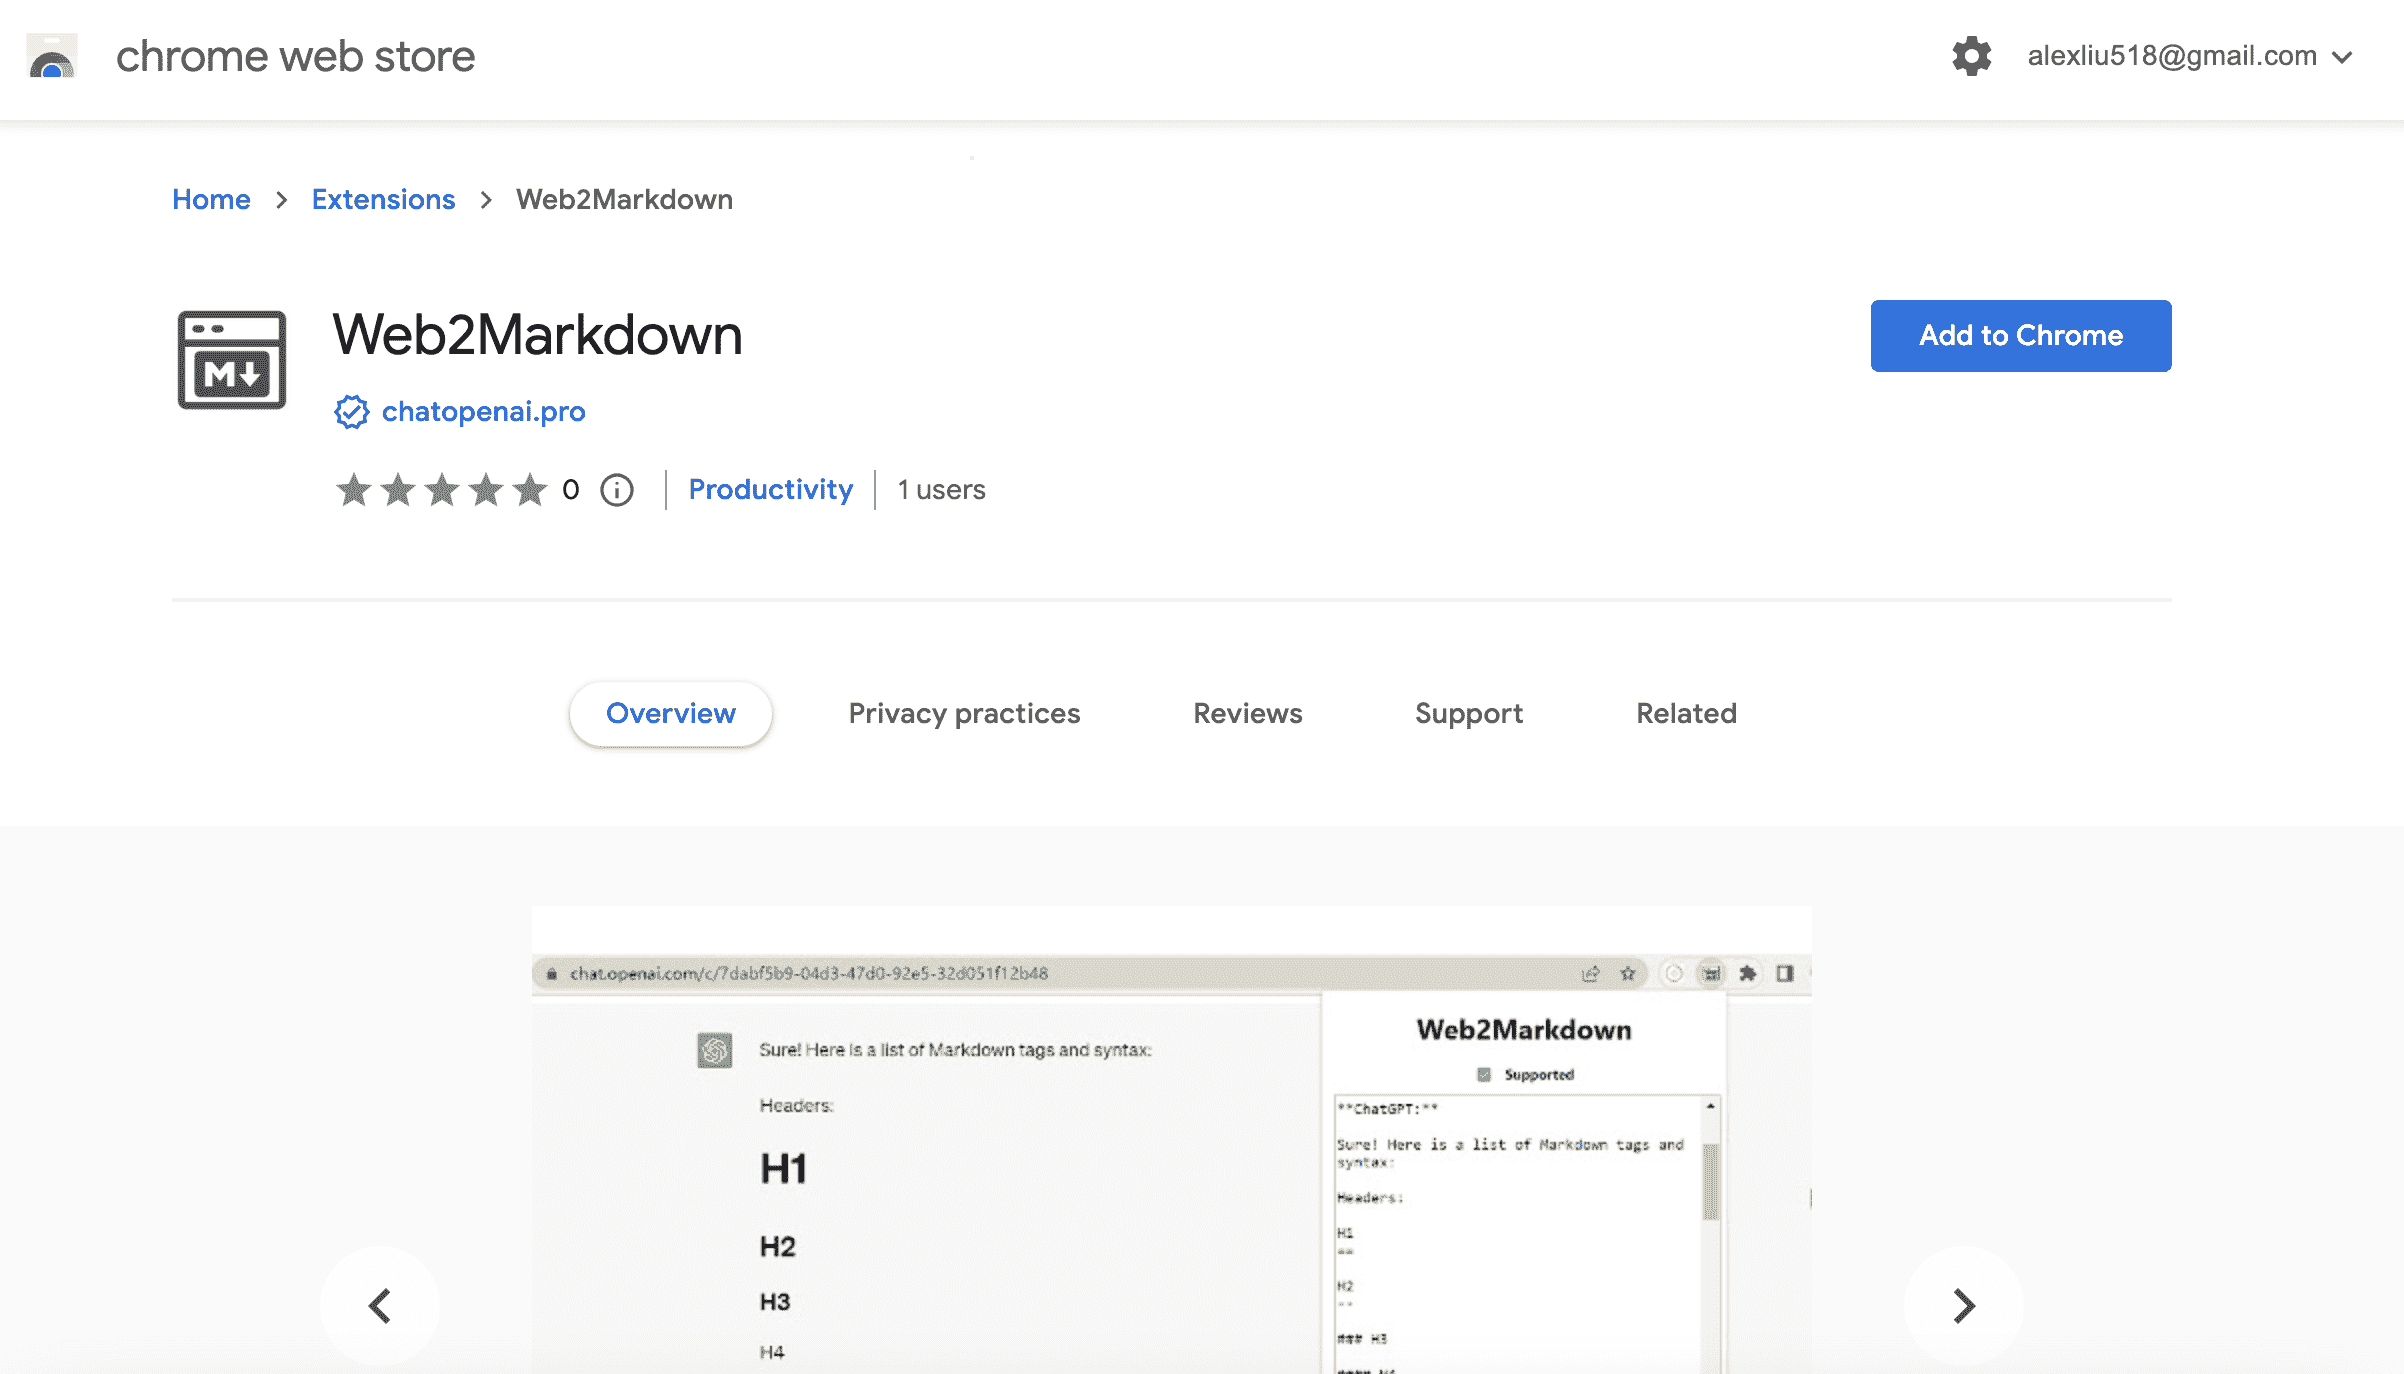 chrome web store
alexliu518@gmail.com
Home > Extensions > Web2Markdown
Web2Markdown
M
Add to Chrome
chatopenai.pro
0
Productivity
1 users
Overview
Privacy practices
Reviews
Support
Related
chat.openai.com/c/7dabf5b9-04d3-47d0-92e5-32d051f12b48
Sure! Here is a list of Markdown tags and syntax:
Headers:
H1
H2
H3
H4
Web2Markdown
Supported
**ChatGPT:**
Sure! Here is a list of Markdown tags and
syntax:
Headers:
H1
==
H2
--
### H3
#### H4